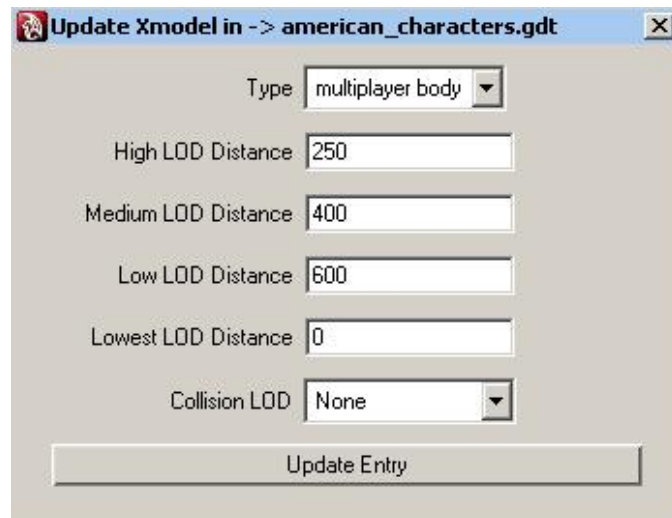 Update Xmodel in -> american_characters.gdt
Type multiplayer body
High LOD Distance 250
Medium LOD Distance 400
Low LOD Distance 600
Lowest LOD Distance 0
Collision LOD None
Update Entry